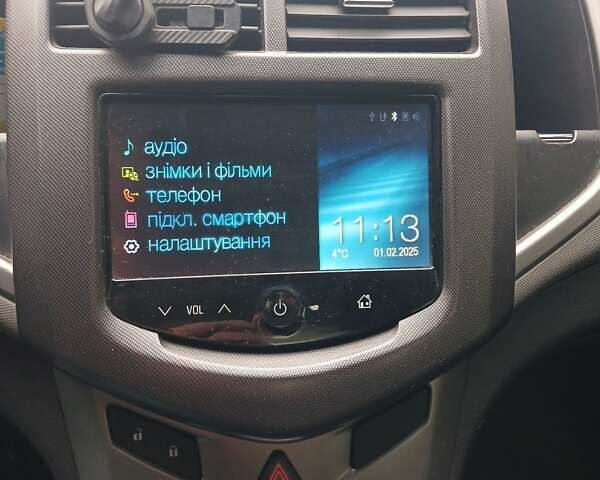 аудіо
знімки і фільми
телефон
підкл. смартфон
налаштування
11:13
4°C 01.02.2025
VOL